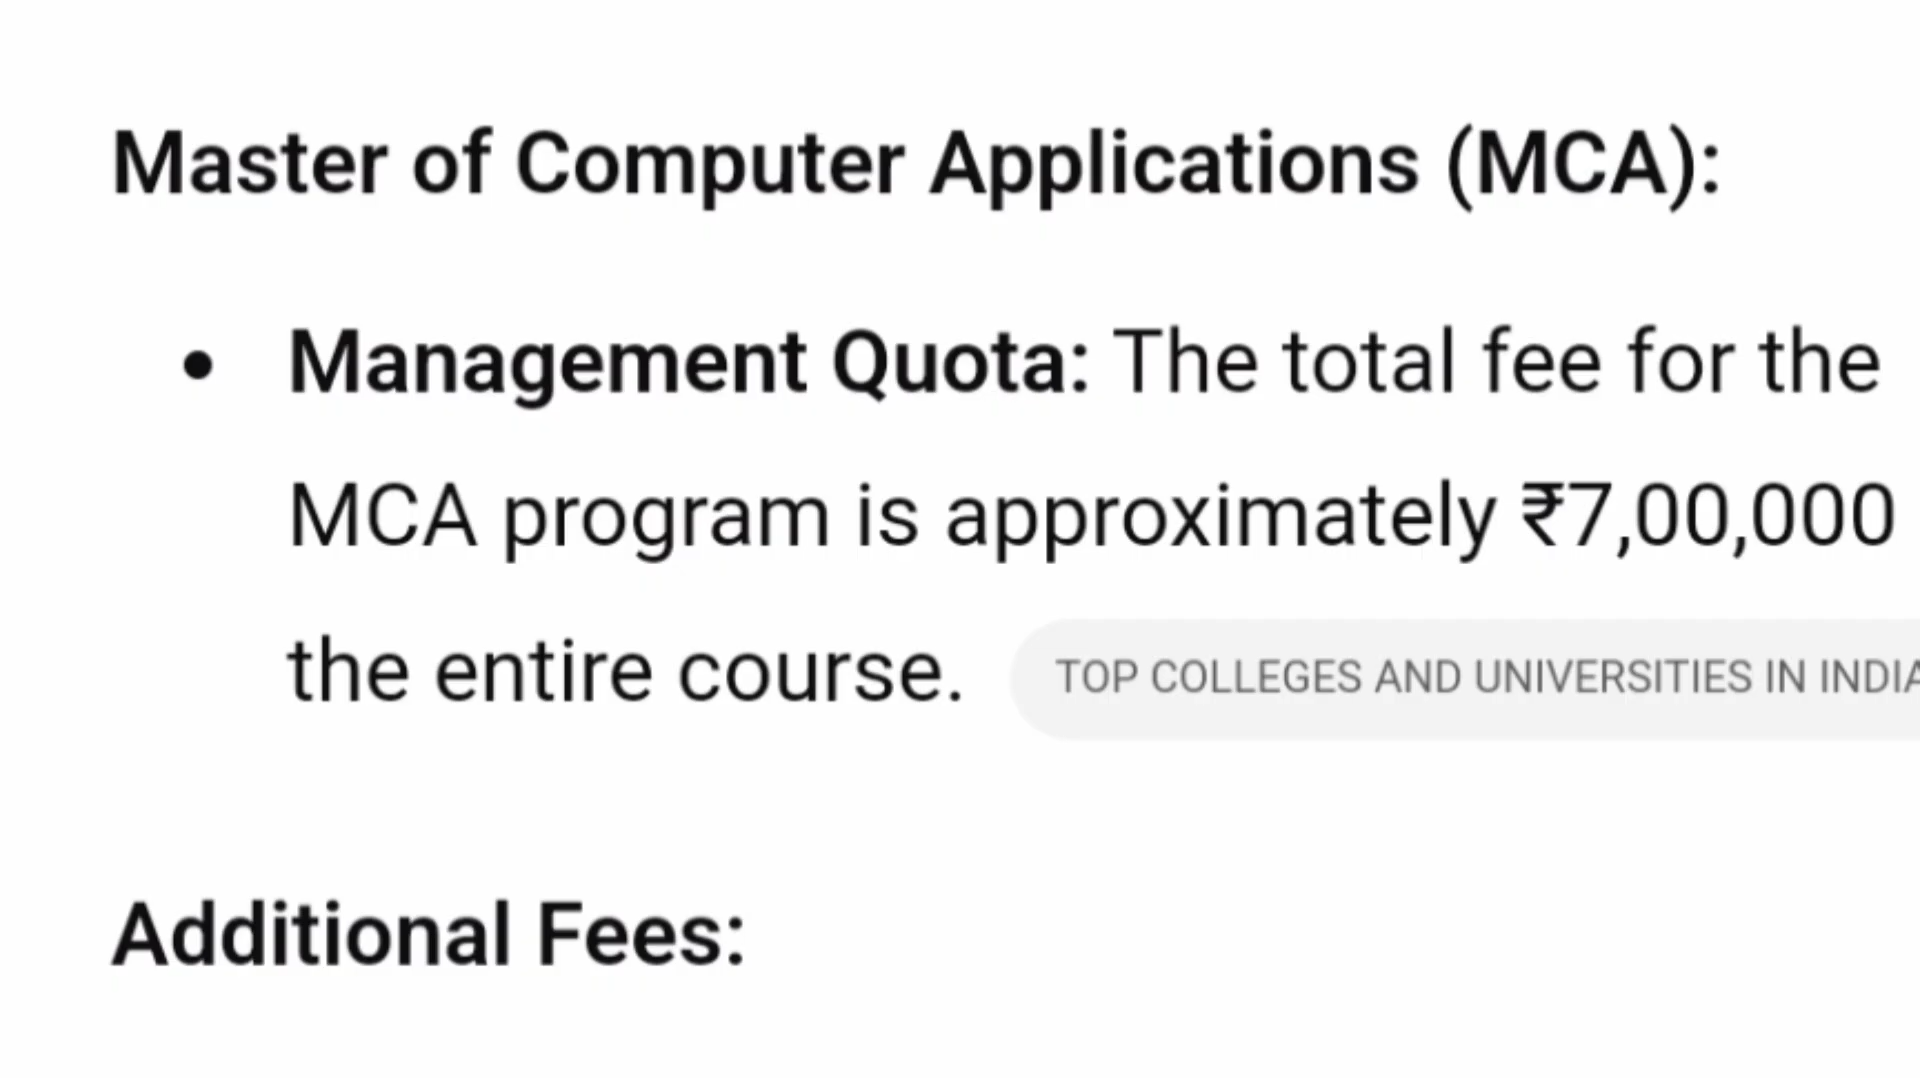 Master of Computer Applications (MCA):
• Management Quota: The total fee for the
MCA program is approximately ₹7,00,000
the entire course. TOP COLLEGES AND UNIVERSITIES IN INDIA
Additional Fees: